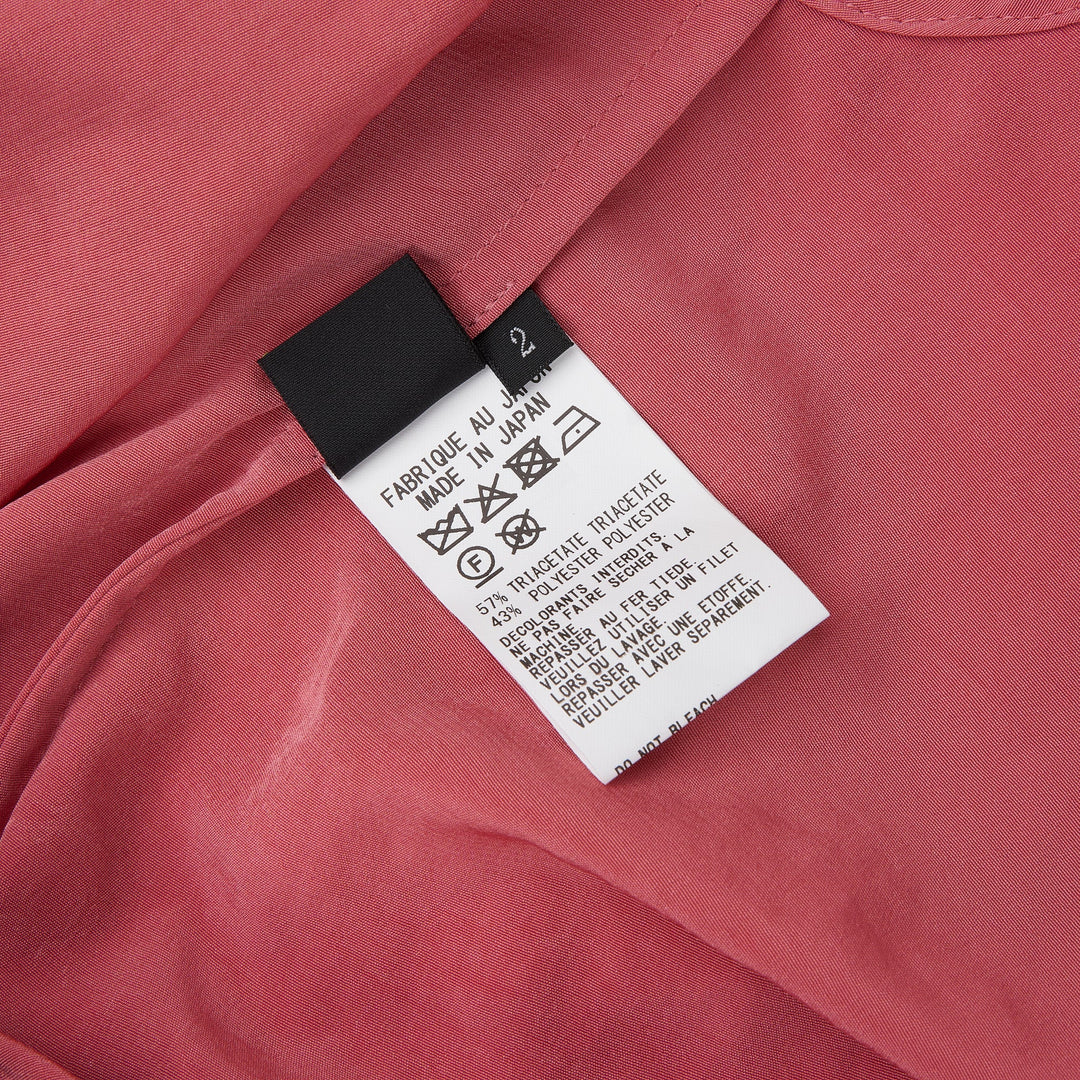 2
FABRIQUE AU JAPON
MADE IN JAPAN
F
W
57% TRIACETATE TRIACETATE
43% POLYESTER POLYESTER
DECOLORANTS INTERDITS.
NE PAS FAIRE SECHER À LA
MACHINE.
REPASSER AU FER TIEDE.
VEUILLEZ UTILISER UN FILET
LORS DU LAVAGE.
REPASSER AVEC UNE ETOFFE.
VEUILLER LAVER SEPAREMENT.
DO NOT BLEACH